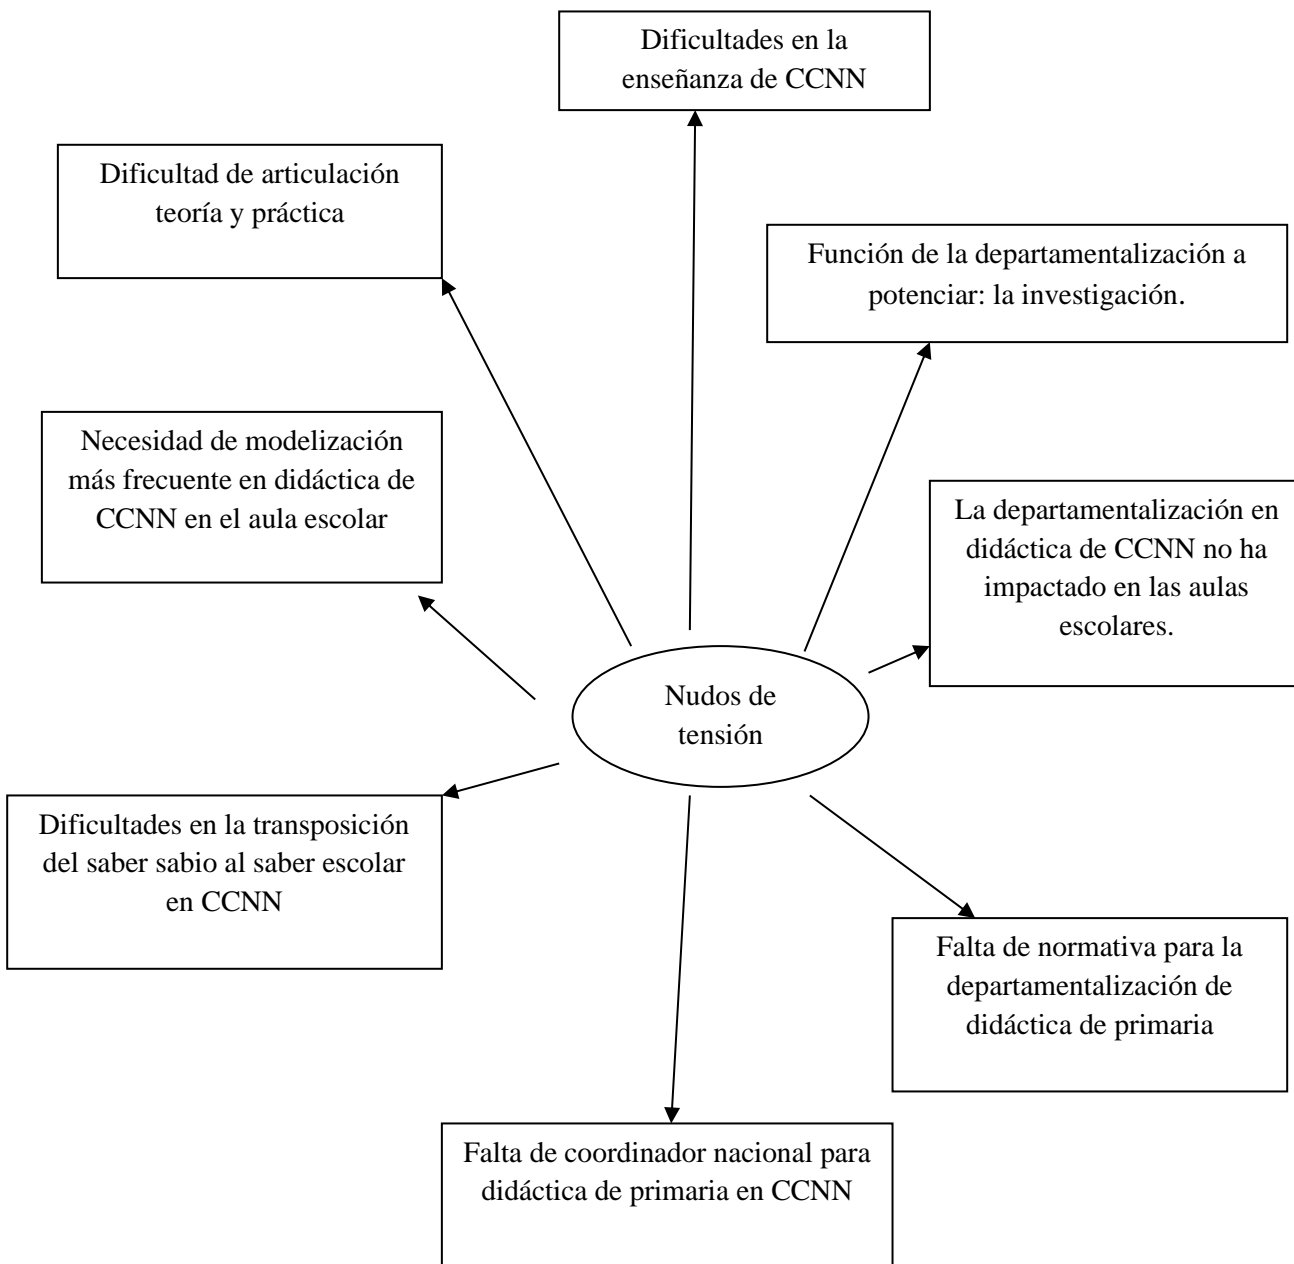 Dificultades en la
enseñanza de CCNN
Dificultad de articulación
teoría y práctica
Función de la departamentalización a
potenciar: la investigación.
Necesidad de modelización
más frecuente en didáctica de
CCNN en el aula escolar
La departamentalización en
didáctica de CCNN no ha
impactado en las aulas
escolares.
Nudos de
tensión
Dificultades en la transposición
del saber sabio al saber escolar
en CCNN
Falta de normativa para la
departamentalización de
didáctica de primaria
Falta de coordinador nacional para
didáctica de primaria en CCNN